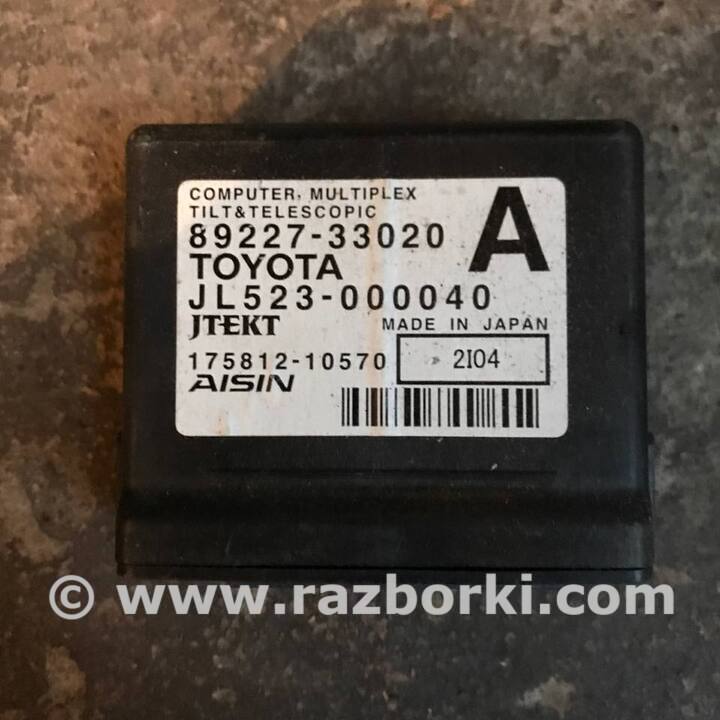 COMPUTER, MULTIPLEX
TILT&TELESCOPIC
A
89227-33020
TOYOTA
JL523-000040
JTEKT MADE IN JAPAN
175812-10570 2I04
AISIN
© www.razborki.com